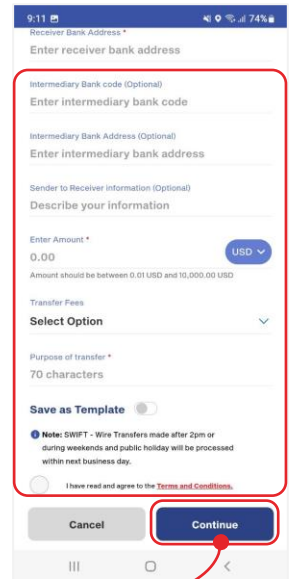 9:11 74%
Receiver Bank Address *
Enter receiver bank address
Intermediary Bank code (Optional)
Enter intermediary bank code
Intermediary Bank Address (Optional)
Enter intermediary bank address
Sender to Receiver information (Optional)
Describe your information
Enter Amount *
0.00 USD
Amount should be between 0.01 USD and 10,000.00 USD
Transfer Fees
Select Option
Purpose of transfer *
70 characters
Save as Template
Note: SWIFT - Wire Transfers made after 2pm or
during weekends and public holiday will be processed
within next business day.
I have read and agree to the Terms and Conditions.
Cancel Continue